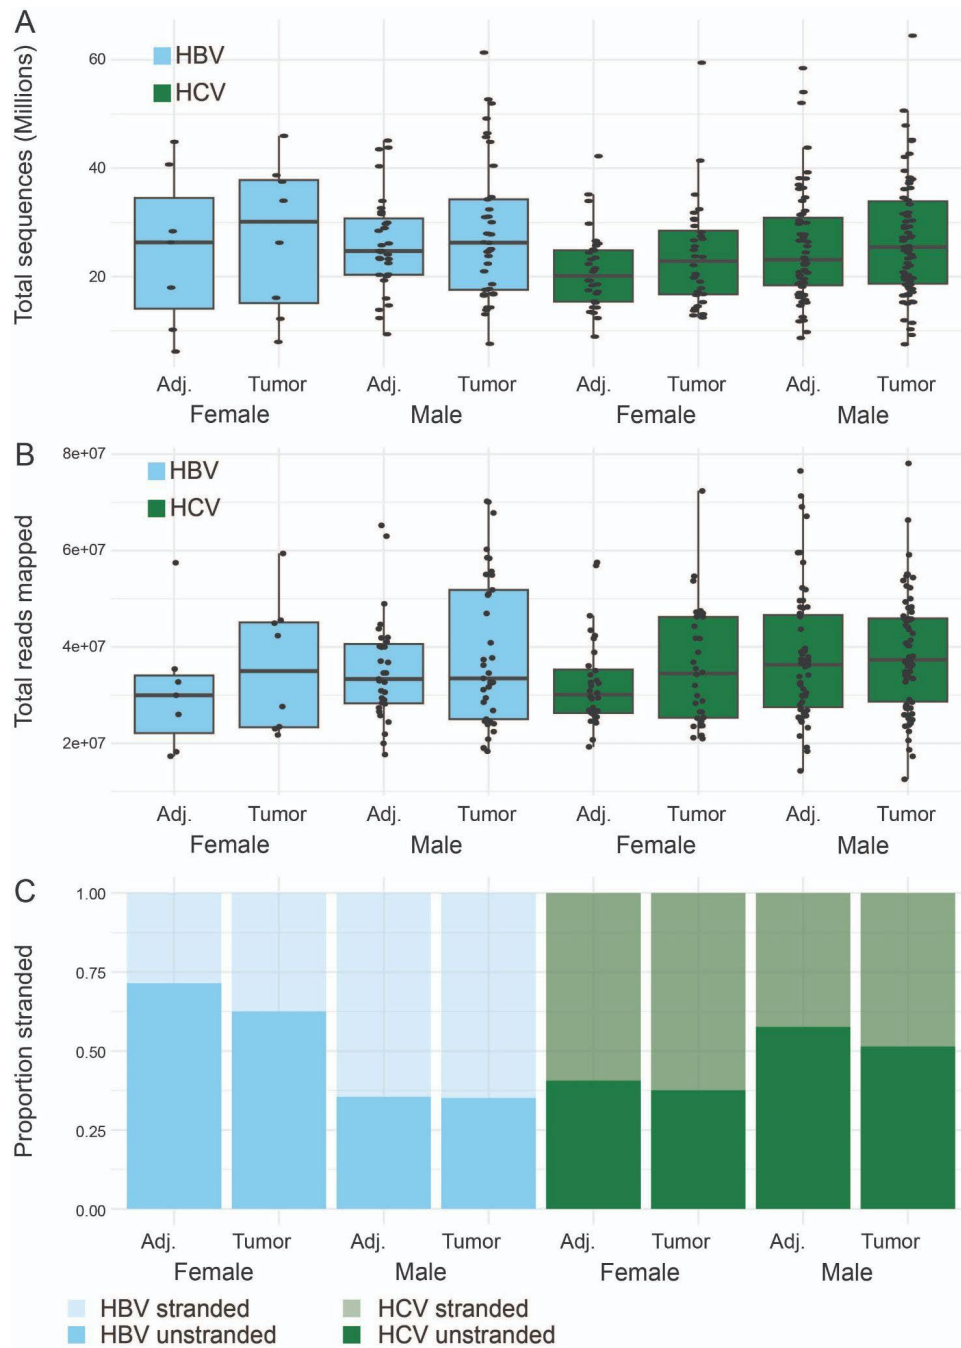 A
Total sequences (Millions)
HBV
HCV
60
40
20
Adj. Tumor Adj. Tumor Adj. Tumor Adj. Tumor
Female Male Female Male
B
Total reads mapped
HBV
HCV
8e+07
6e+07
4e+07
2e+07
Adj. Tumor Adj. Tumor Adj. Tumor Adj. Tumor
Female Male Female Male
C
Proportion stranded
1.00
0.75
0.50
0.25
0.00
Adj. Tumor Adj. Tumor Adj. Tumor Adj. Tumor
Female Male Female Male
HBV stranded HCV stranded
HBV unstranded HCV unstranded